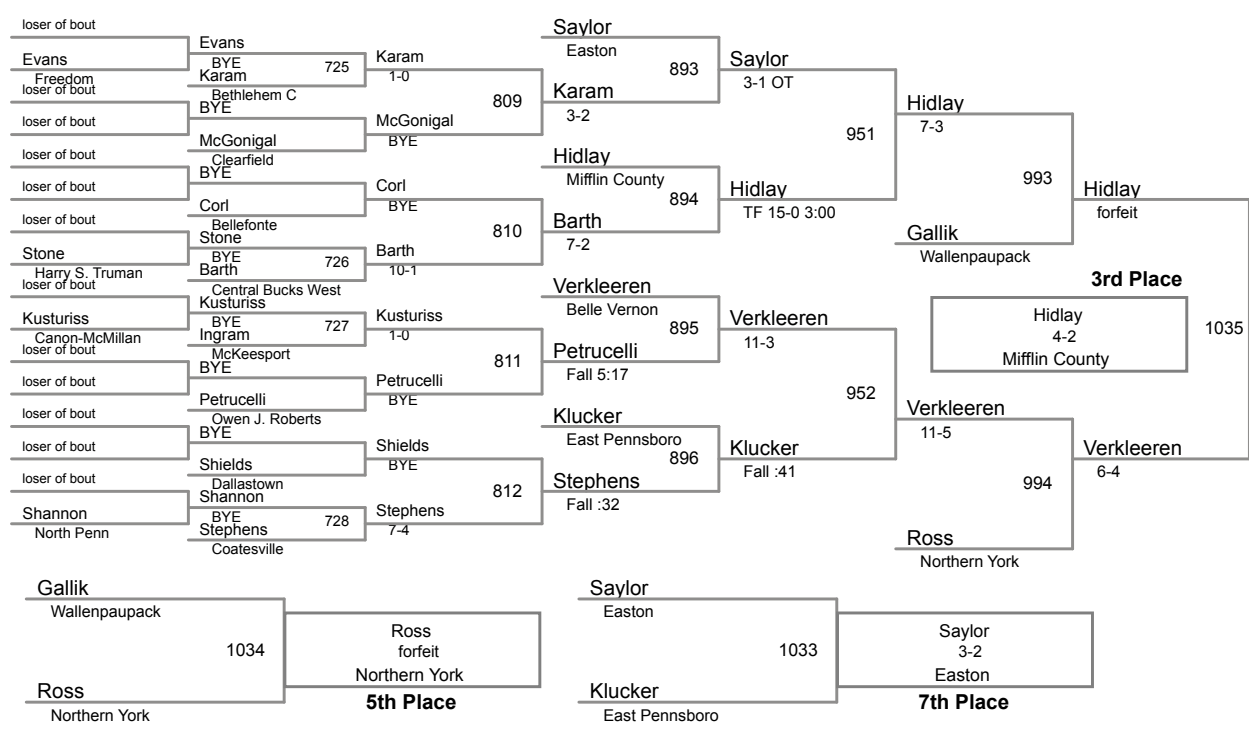 loser of bout
Evans
Freedom
loser of bout
loser of bout
loser of bout
loser of bout
loser of bout
Stone
Harry S. Truman
loser of bout
Kusturiss
Canon-McMillan
loser of bout
loser of bout
loser of bout
loser of bout
loser of bout
Shannon
North Penn
Evans
BYE
725
Karam
Bethlehem C
BYE
McGonigal
Clearfield
BYE
Corl
Bellefonte
Stone
BYE
726
Barth
Central Bucks West
Kusturiss
BYE
727
Ingram
McKeesport
BYE
Petrucelli
Owen J. Roberts
BYE
Shields
Dallastown
Shannon
BYE
728
Stephens
Coatesville
Karam
1-0
809
McGonigal
BYE
Corl
BYE
810
Barth
10-1
Kusturiss
1-0
811
Petrucelli
BYE
Shields
BYE
812
Stephens
7-4
Saylor
Easton
893
Karam
3-2
Hidlay
Mifflin County
894
Barth
7-2
Verkleeren
Belle Vernon
895
Petrucelli
Fall 5:17
Klucker
East Pennsboro
896
Stephens
Fall :32
Saylor
3-1 OT
951
Hidlay
TF 15-0 3:00
Verkleeren
11-3
952
Klucker
Fall :41
Hidlay
7-3
993
Gallik
Wallenpaupack
Verkleeren
11-5
994
Ross
Northern York
Hidlay
forfeit
3rd Place
Hidlay
4-2
Mifflin County
1035
Verkleeren
6-4
Gallik
Wallenpaupack
1034
Ross
Northern York
Ross
forfeit
Northern York
5th Place
Saylor
Easton
1033
Klucker
East Pennsboro
Saylor
3-2
Easton
7th Place